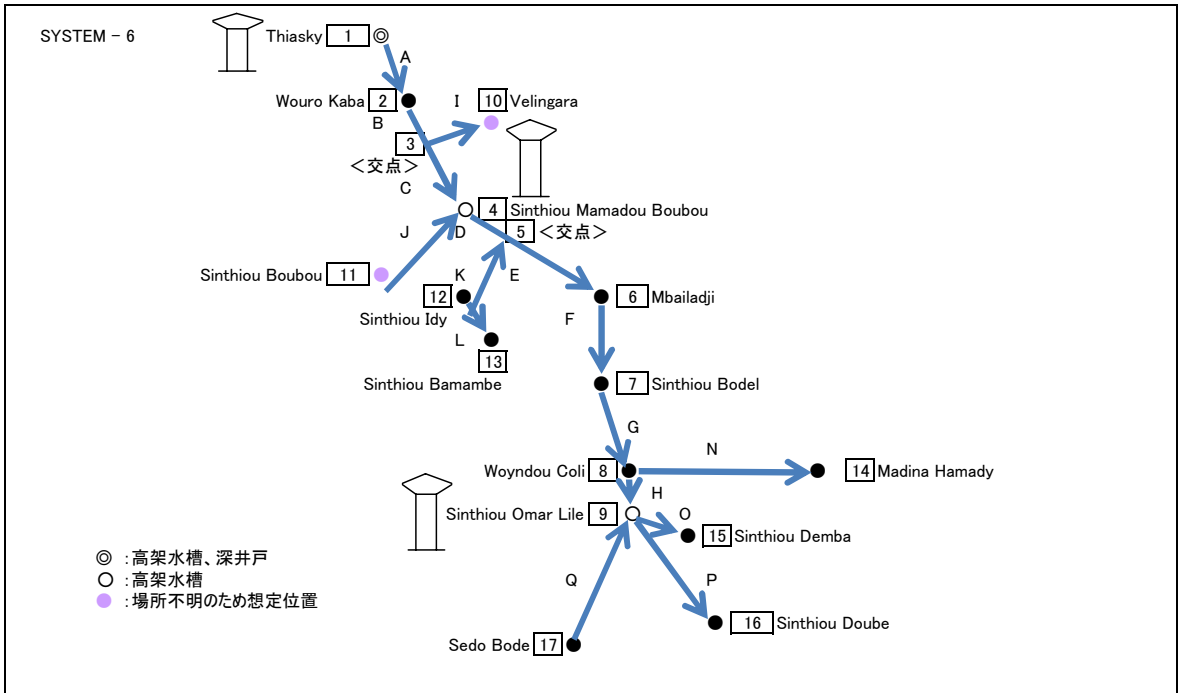 SYSTEM - 6
Thiasky 1
A
Wouro Kaba 2
I
10 Velingara
B
3
<交点>
C
4 Sinthiou Mamadou Boubou
J
D
5 <交点>
Sinthiou Boubou 11
K
E
12
6 Mbailadji
Sinthiou Idy
F
L
13
Sinthiou Bamambe
7 Sinthiou Bodel
G
N
Woyndou Coli 8
14 Madina Hamady
H
Sinthiou Omar Lile 9
O
15 Sinthiou Demba
◎ :高架水槽、深井戸
○ :高架水槽
Q
P
● :場所不明のため想定位置
16 Sinthiou Doube
Sedo Bode 17